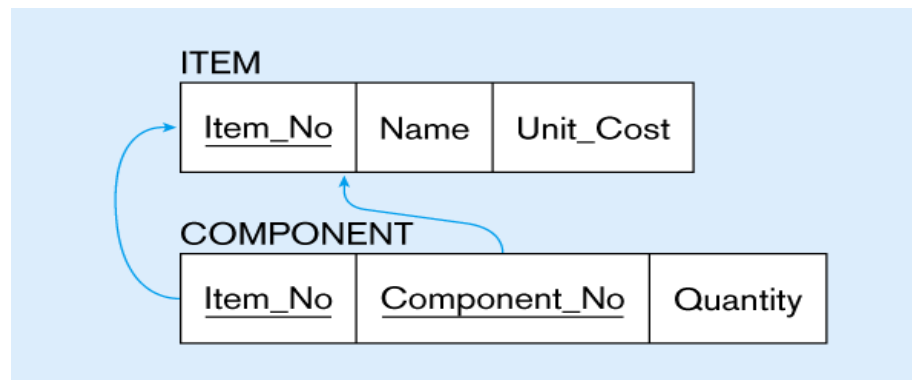 ITEM
Item_No Name Unit_Cost
COMPONENT
Item_No Component_No Quantity